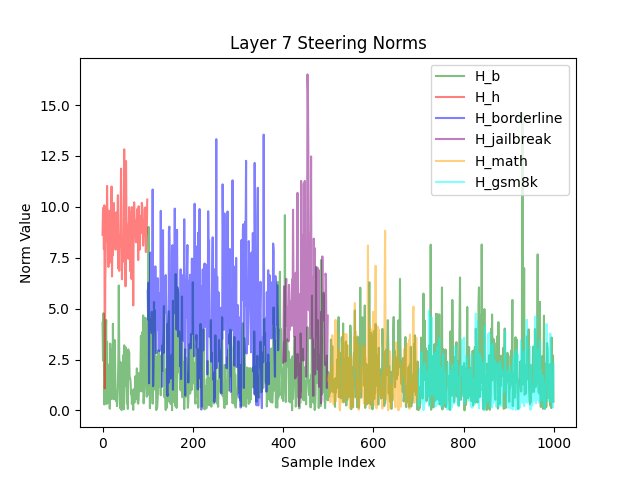 Layer 7 Steering Norms
H_b
H_h
H_borderline
H_jailbreak
H_math
H_gsm8k
Norm Value
15.0
12.5
10.0
7.5
5.0
2.5
0.0
0 200 400 600 800 1000
Sample Index